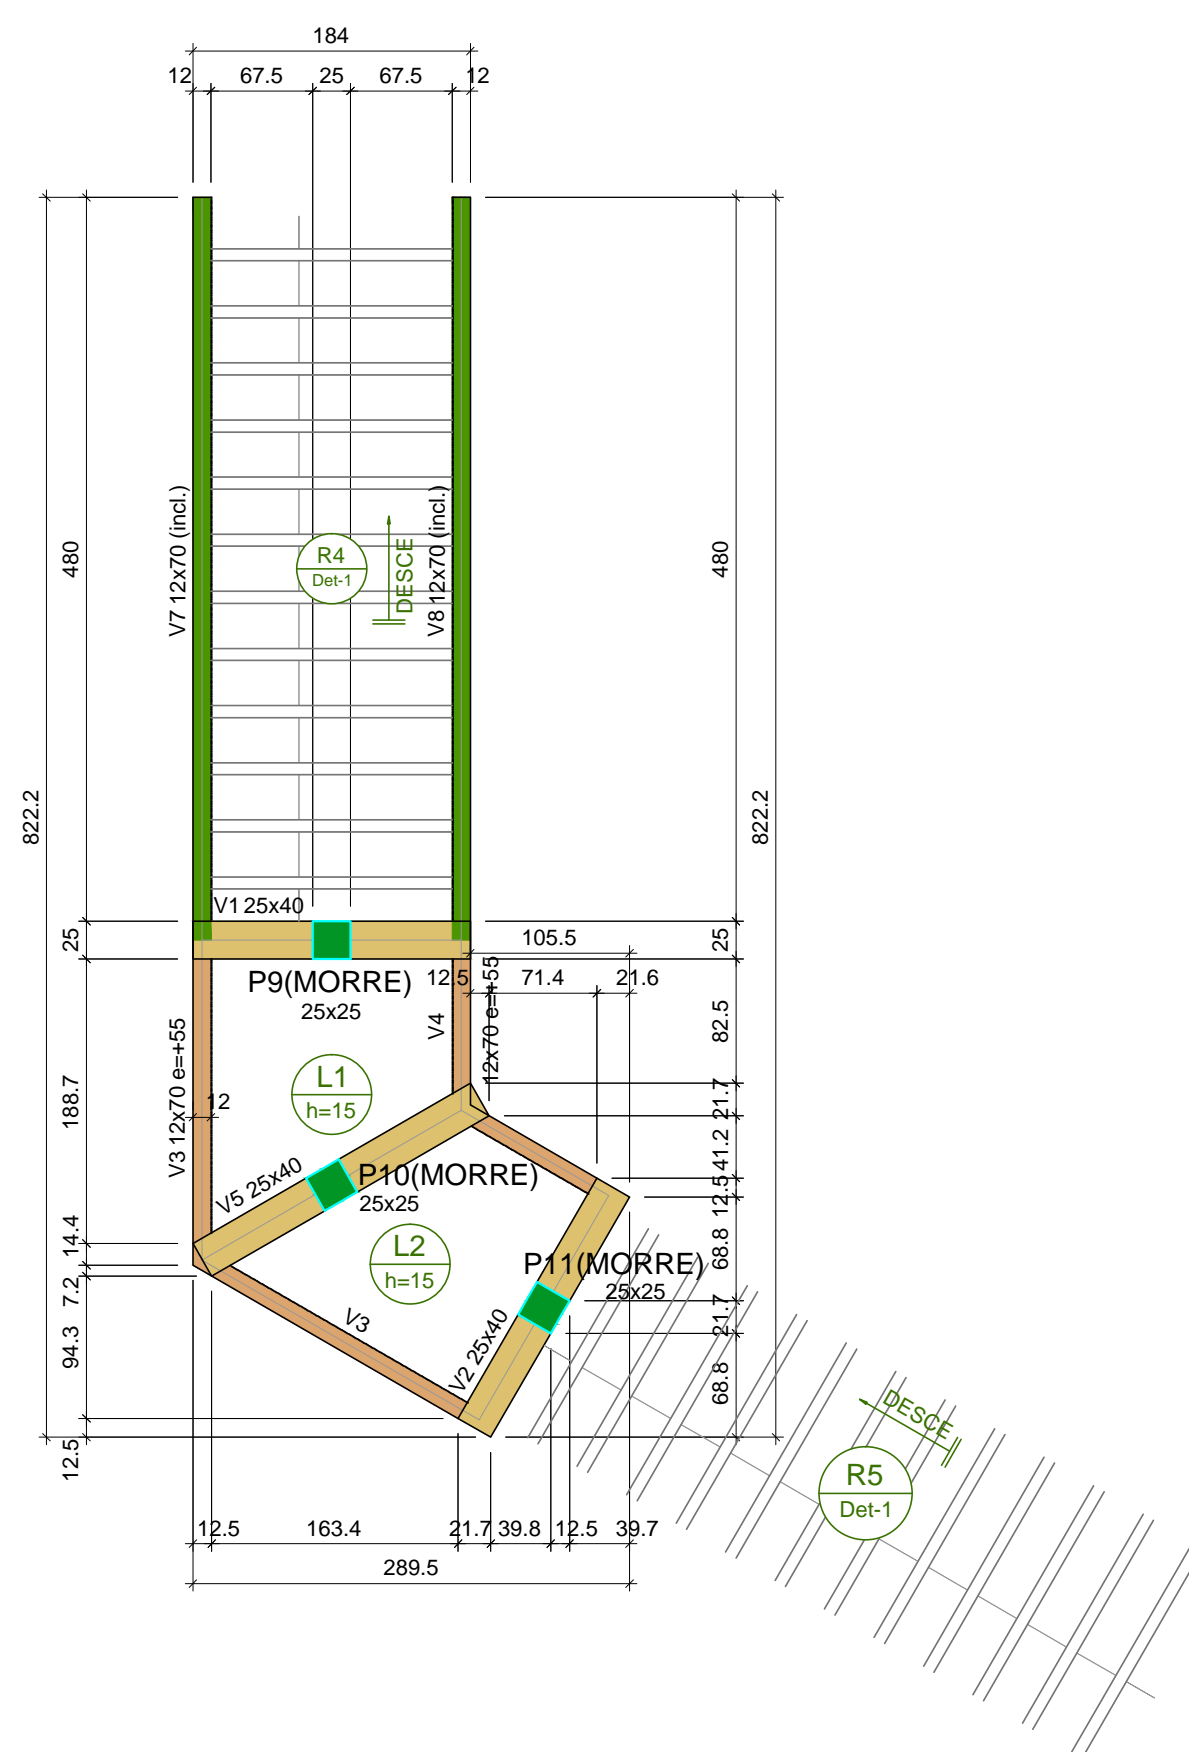 184
12
67.5
25
67.5
12
480
822.2
V7 12x70 (incl.)
R4
Det-1
DESCE
V8 12x70 (incl.)
480
822.2
V1 25x40
25
P9(MORRE)
25x25
105.5
12.5
71.4
21.6
25
V4
12x70 e=+55
82.5
V3 12x70 e=+55
12
188.7
L1
h=15
21.7
41.2
12.5
V5 25x40
P10(MORRE)
25x25
14.4
7.2
L2
h=15
P11(MORRE)
25x25
68.8
21.7
68.8
94.3
V3
V2 25x40
12.5
DESCE
R5
Det-1
12.5
163.4
21.7
39.8
12.5
39.7
289.5